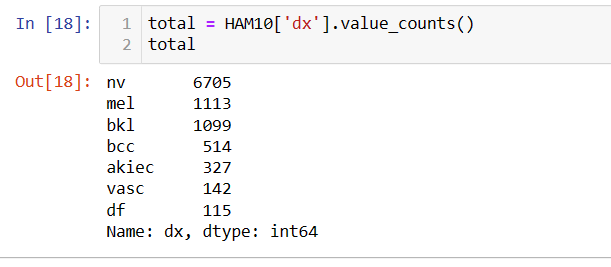 In [18]: 1 total = HAM10['dx'].value_counts()
2 total
Out[18]: nv 6705
mel 1113
bkl 1099
bcc 514
akiec 327
vasc 142
df 115
Name: dx, dtype: int64